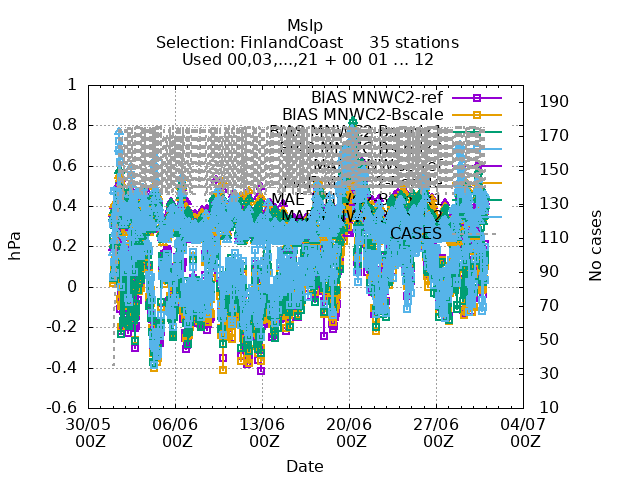 Mslp
Selection: FinlandCoast 35 stations
Used 00,03,...,21 + 00 01 ... 12
BIAS MNWC2-ref
BIAS MNWC2-Bscale
CASES
1
0.8
0.6
0.4
0.2
0
-0.2
-0.4
-0.6
hPa
190
170
150
130
110
90
70
50
30
10
No cases
30/05 06/06 13/06 20/06 27/06 04/07
00Z 00Z 00Z 00Z 00Z 00Z
Date